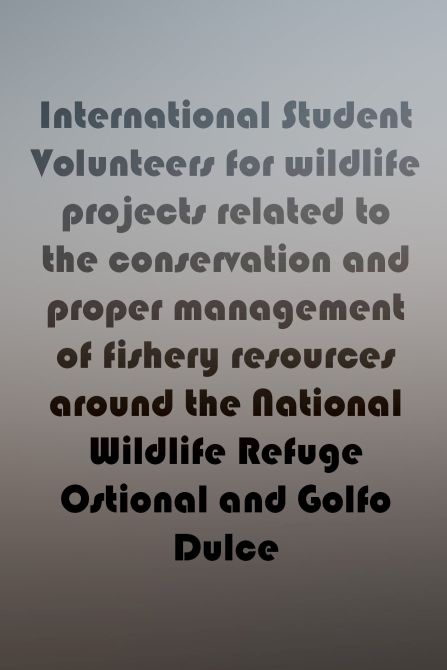 International Student
Volunteers for wildlife
projects related to
the conservation and
proper management
of fishery resources
around the National
Wildlife Refuge
Ostional and Golfo
Dulce